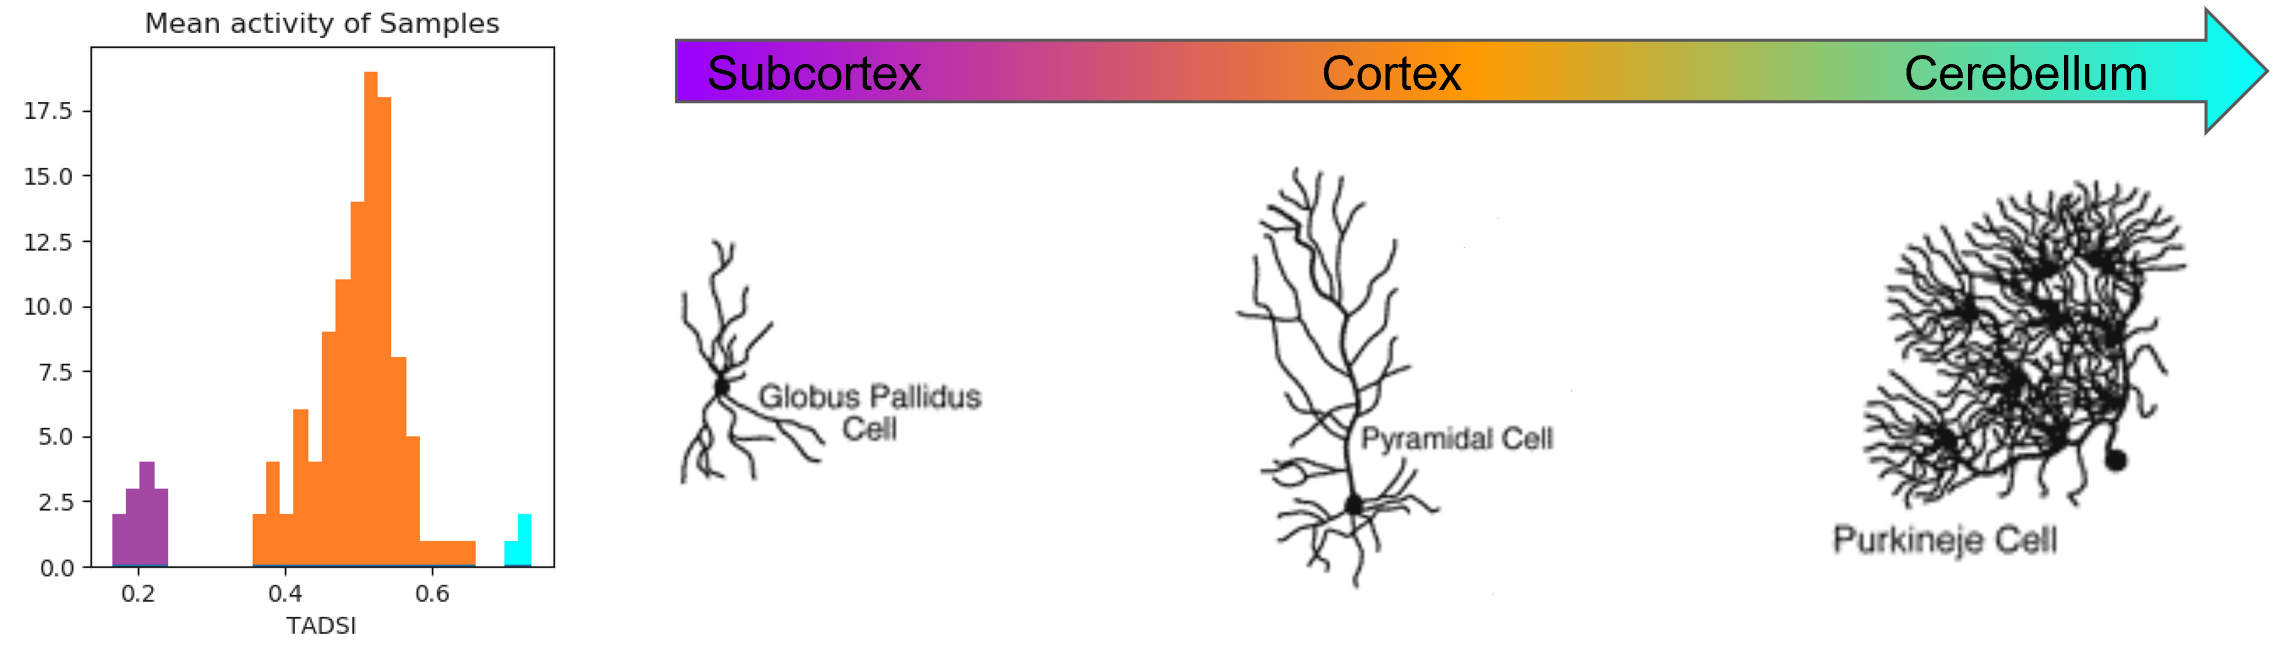 Mean activity of Samples
17.5
15.0
12.5
10.0
7.5
5.0
2.5
0.0
0.2 0.4 0.6
TADSI
Subcortex Cortex Cerebellum
Globus Pallidus
Cell
Pyramidal Cell
Purkineje Cell